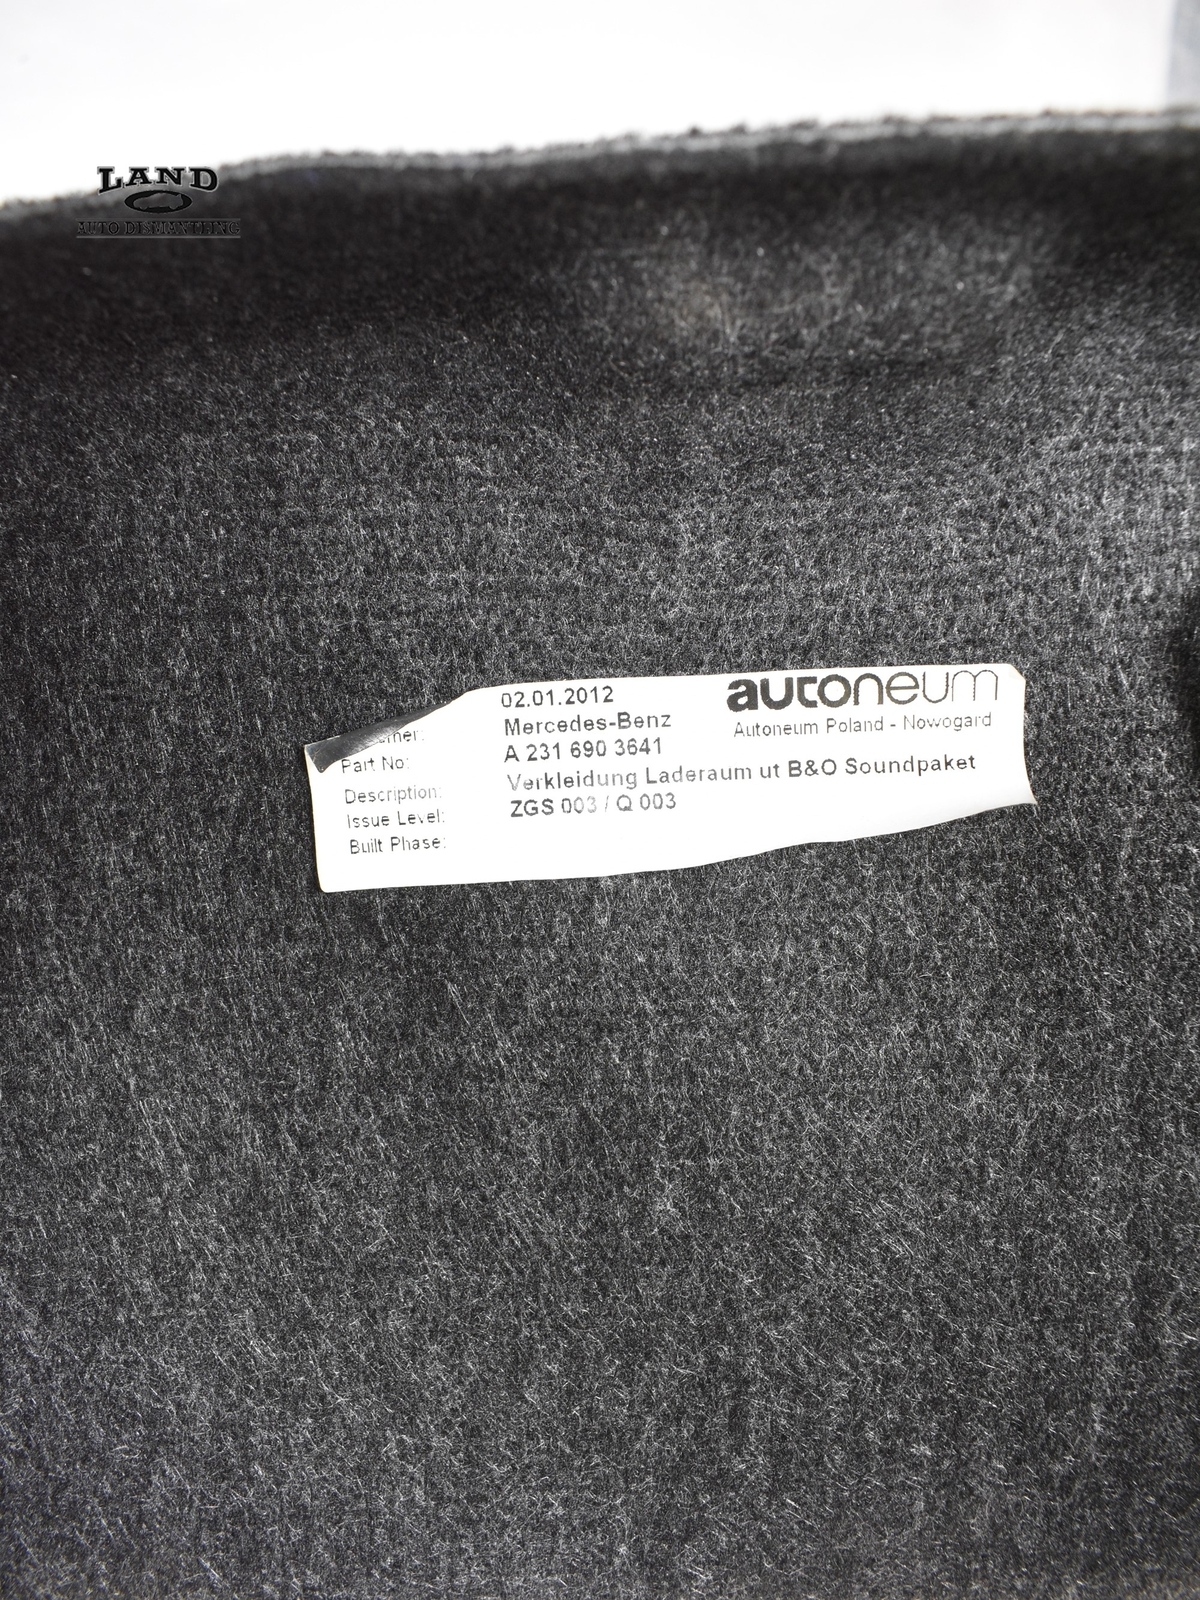 LAND
AUTO DISMANTLING
02.01.2012
autoneum
Autoneum Poland - Nowogard
Mercedes-Benz
Part No: A 231 690 3641
Description: Verkleidung Laderaum ut B&O Soundpaket
Issue Level: ZGS 003 / Q 003
Built Phase: